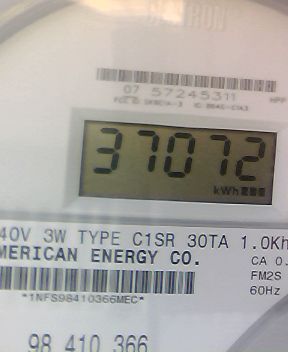 ITRON
07 57245311
37072
kWh
40V 3W TYPE C1SR 30TA 1.0Kh
MERICAN ENERGY CO.
CA 0.
FM2S
60Hz
*1NFS98410366MEC*
98 410 366